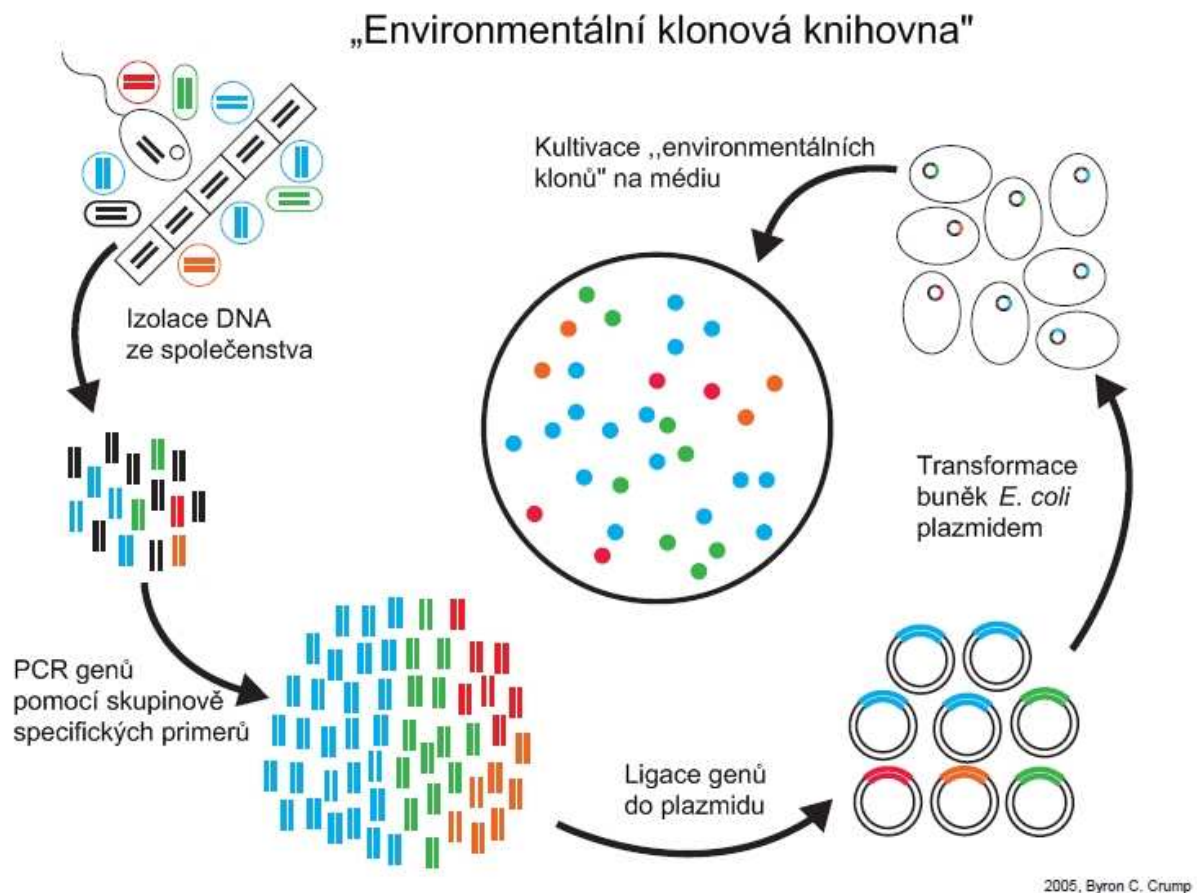 „Environmentální klonová knihovna"
Kultivace ,,environmentálních
klonů" na médiu
Izolace DNA
ze společenstva
Transformace
buněk E. coli
plazmidem
PCR genů
pomocí skupinově
specifických primerů
Ligace genů
do plazmidu
2005, Byron C. Crump